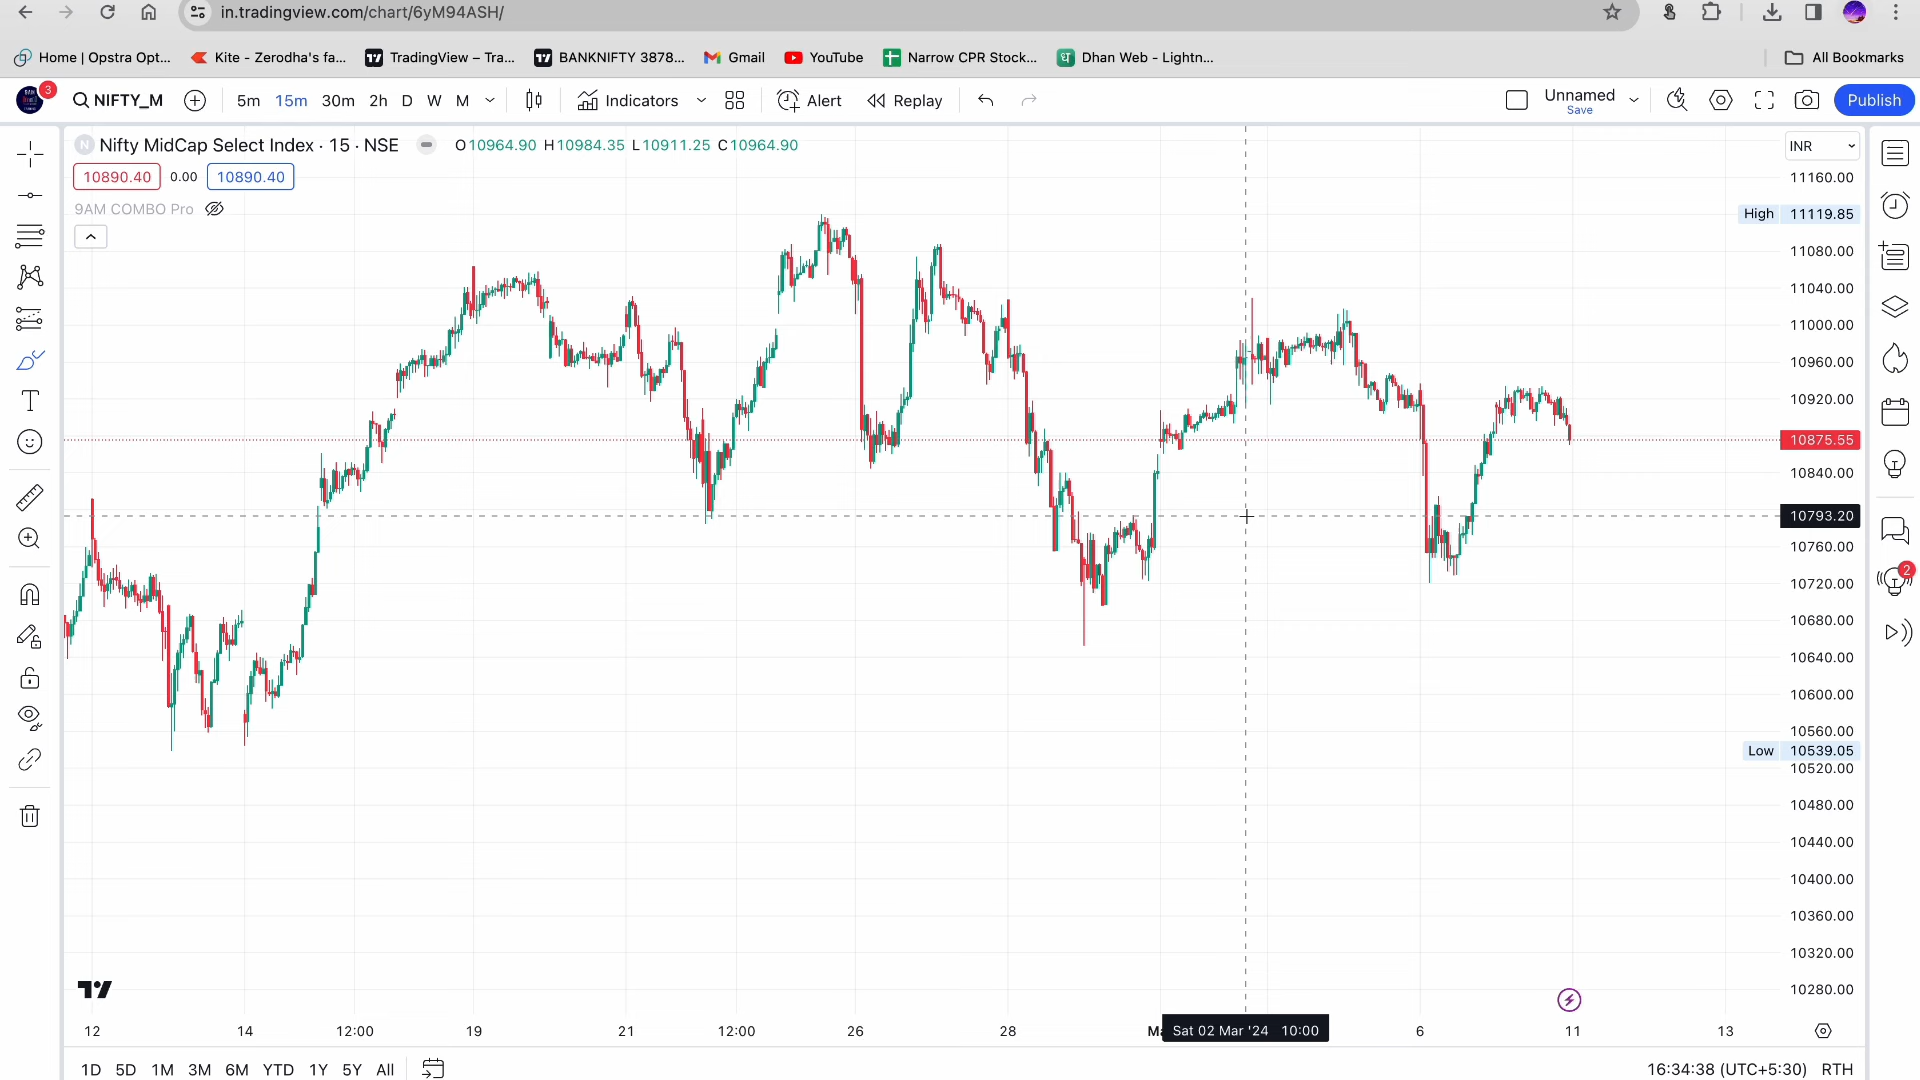 in.tradingview.com/chart/6yM94ASH/
Home | Opstra Opt... Kite - Zerodha's fa... TradingView – Tra... BANKNIFTY 3878... Gmail YouTube Narrow CPR Stock... Dhan Web - Lightn... All Bookmarks
3 NIFTY_M 5m 15m 30m 2h D W M Indicators Alert Replay Unnamed Save Publish
Nifty MidCap Select Index · 15 · NSE O10964.90 H10984.35 L10911.25 C10964.90 INR
10890.40 0.00 10890.40
9AM COMBO Pro
11160.00
High 11119.85
11080.00
11040.00
11000.00
10960.00
10920.00
10875.55
10840.00
10793.20
10760.00
2
10720.00
10680.00
10640.00
10600.00
10560.00
Low 10539.05
10520.00
10480.00
10440.00
10400.00
10360.00
10320.00
10280.00
12 14 12:00 19 21 12:00 26 28 Sat 02 Mar '24 10:00 6 11 13
1D 5D 1M 3M 6M YTD 1Y 5Y All 16:34:38 (UTC+5:30) RTH